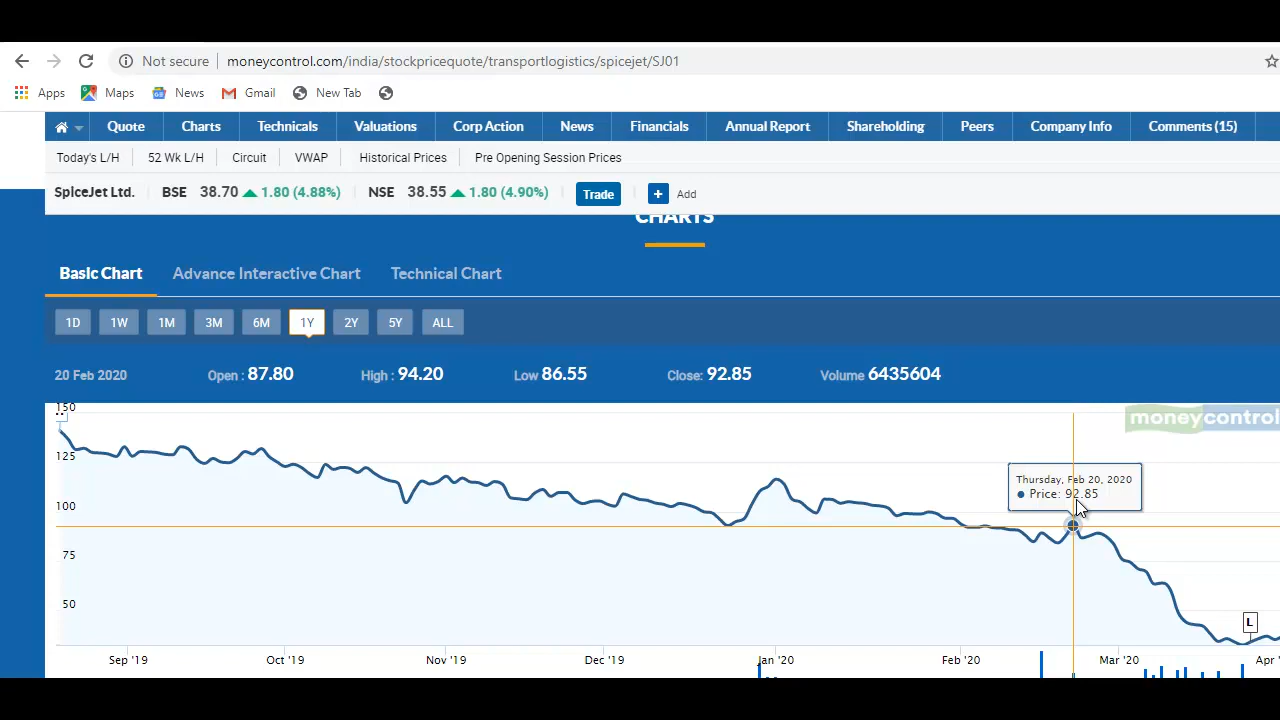 Not secure moneycontrol.com/india/stockpricequote/transportlogistics/spicejet/SJ01
Apps Maps News Gmail New Tab
Quote Charts Technicals Valuations Corp Action News Financials Annual Report Shareholding Peers Company Info Comments (15)
Today's L/H 52 Wk L/H Circuit VWAP Historical Prices Pre Opening Session Prices
SpiceJet Ltd. BSE 38.70 1.80 (4.88%) NSE 38.55 1.80 (4.90%) Trade + Add
CHARTS
Basic Chart Advance Interactive Chart Technical Chart
1D 1W 1M 3M 6M 1Y 2Y 5Y ALL
20 Feb 2020 Open : 87.80 High : 94.20 Low 86.55 Close: 92.85 Volume 6435604
150
moneycontrol
125
Thursday, Feb 20, 2020
Price: 92.85
100
75
50
L
Sep '19 Oct '19 Nov '19 Dec '19 Jan '20 Feb '20 Mar '20 Apr